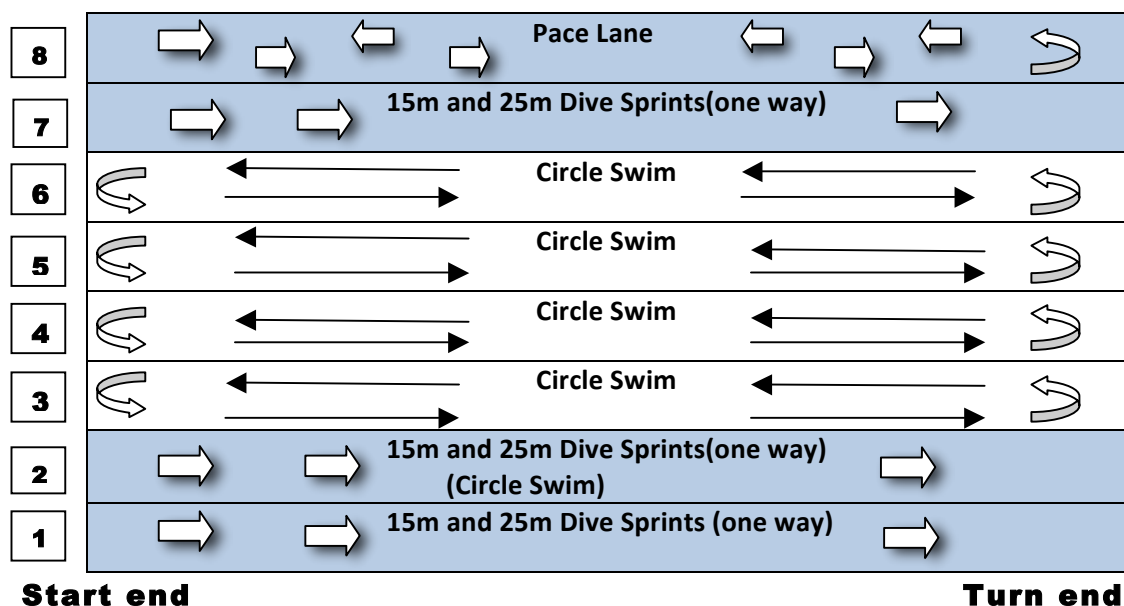 8 Pace Lane
7 15m and 25m Dive Sprints(one way)
6 Circle Swim
5 Circle Swim
4 Circle Swim
3 Circle Swim
2 15m and 25m Dive Sprints(one way)
(Circle Swim)
1 15m and 25m Dive Sprints (one way)
Start end Turn end